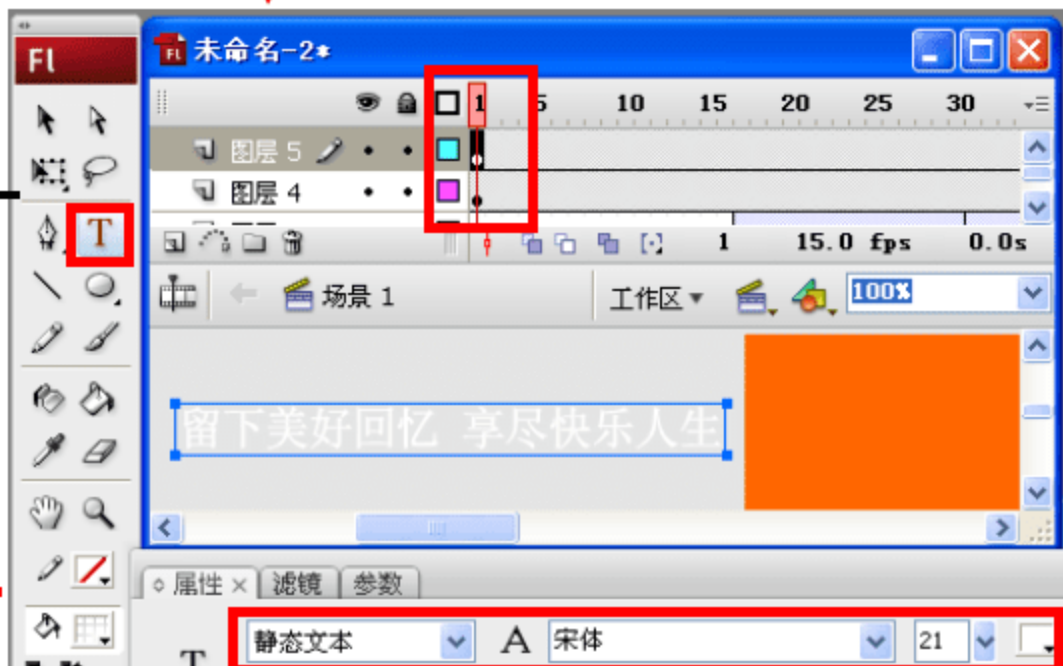 Fl
未命名-2*
1 5 10 15 20 25 30
图层 5
图层 4
1 15.0 fps 0.0s
T
场景 1 工作区 100%
留下美好回忆 享尽快乐人生
属性 × 滤镜 参数
静态文本 A 宋体 21
T